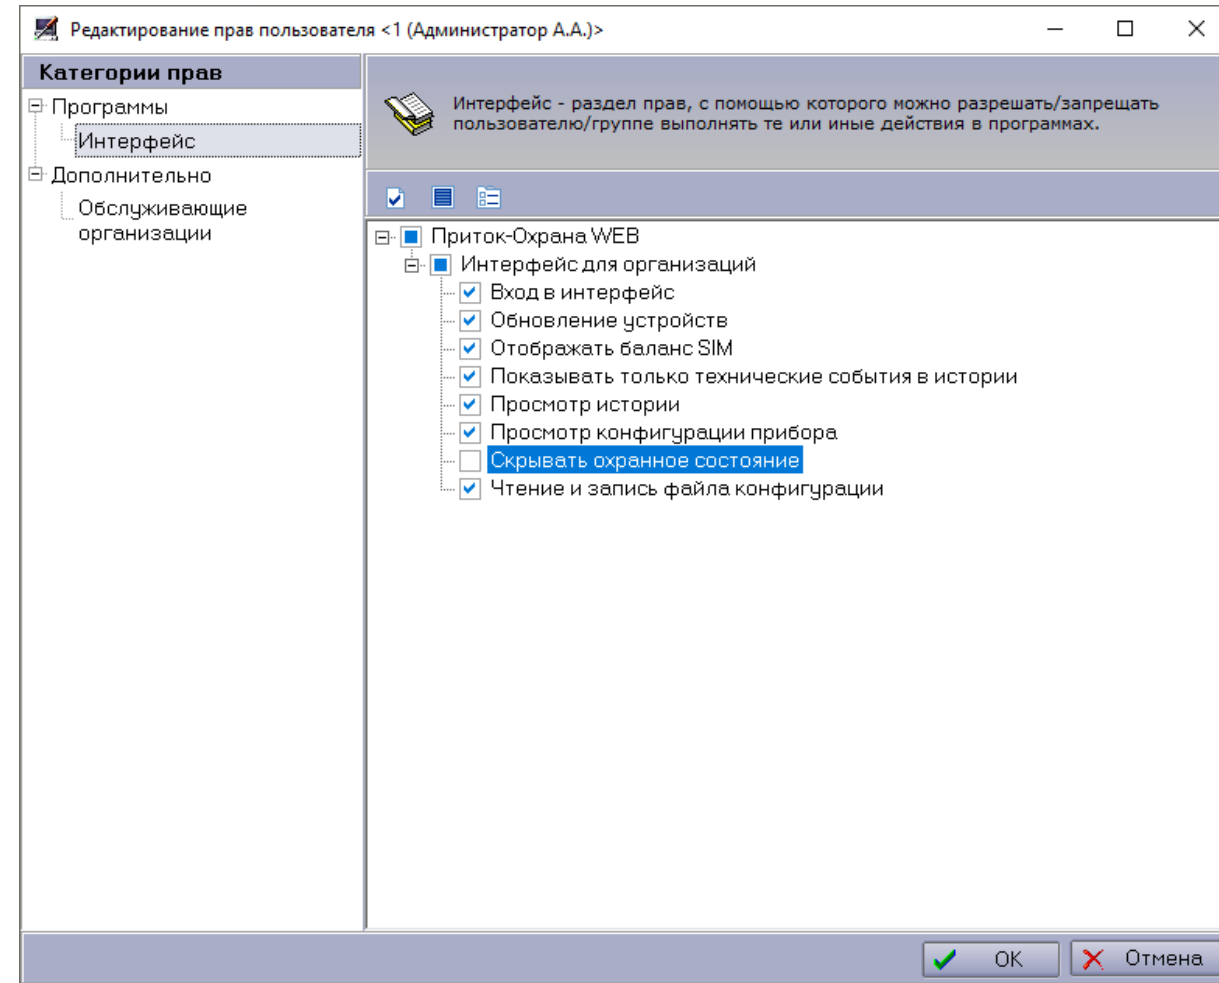 Редактирование прав пользователя <1 (Администратор А.А.)>
Категории прав
Программы
Интерфейс
Дополнительно
Обслуживающие
организации
Интерфейс - раздел прав, с помощью которого можно разрешать/запрещать
пользователю/группе выполнять те или иные действия в программах.
Приток-Охрана WEB
Интерфейс для организаций
Вход в интерфейс
Обновление устройств
Отображать баланс SIM
Показывать только технические события в истории
Просмотр истории
Просмотр конфигурации прибора
Скрывать охранное состояние
Чтение и запись файла конфигурации
ОК
Отмена